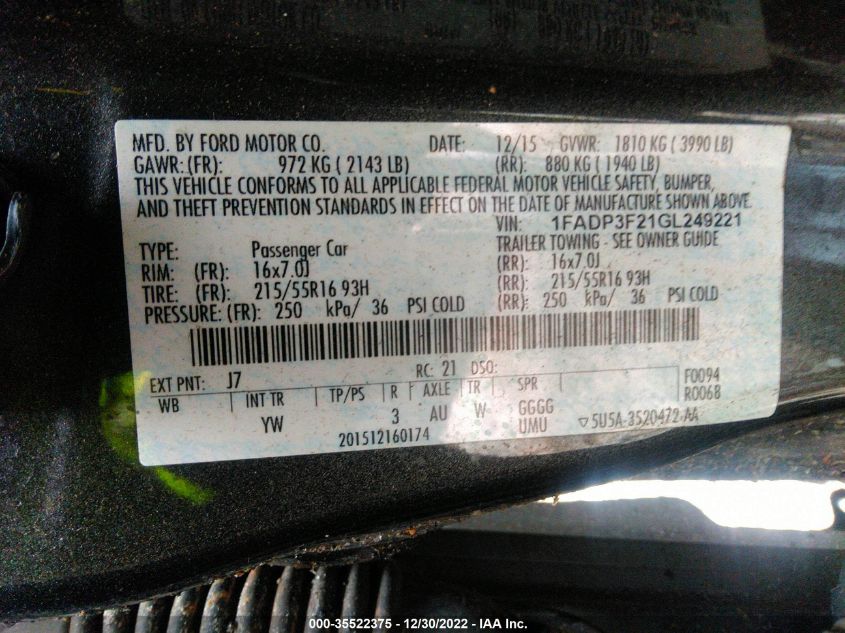 MFD. BY FORD MOTOR CO. DATE: 12/15 GVWR: 1810 KG ( 3990 LB)
GAWR: (FR): 972 KG ( 2143 LB) (RR): 880 KG ( 1940 LB)
THIS VEHICLE CONFORMS TO ALL APPLICABLE FEDERAL MOTOR VEHICLE SAFETY, BUMPER,
AND THEFT PREVENTION STANDARDS IN EFFECT ON THE DATE OF MANUFACTURE SHOWN ABOVE.
VIN: 1FADP3F21GL249221
TYPE: Passenger Car TRAILER TOWING - SEE OWNER GUIDE
RIM: (FR): 16x7.0J (RR): 16x7.0J
TIRE: (FR): 215/55R16 93H (RR): 215/55R16 93H
PRESSURE: (FR): 250 kPa/ 36 PSI COLD (RR): 250 kPa/ 36 PSI COLD
EXT PNT: J7 RC: 21 DSO: F0094
WB INT TR TP/PS R AXLE TR SPR R0068
YW 3 AU W GGGG
UMU ▽5U5A-3520472-AA
201512160174
000-35522375 - 12/30/2022 - IAA Inc.